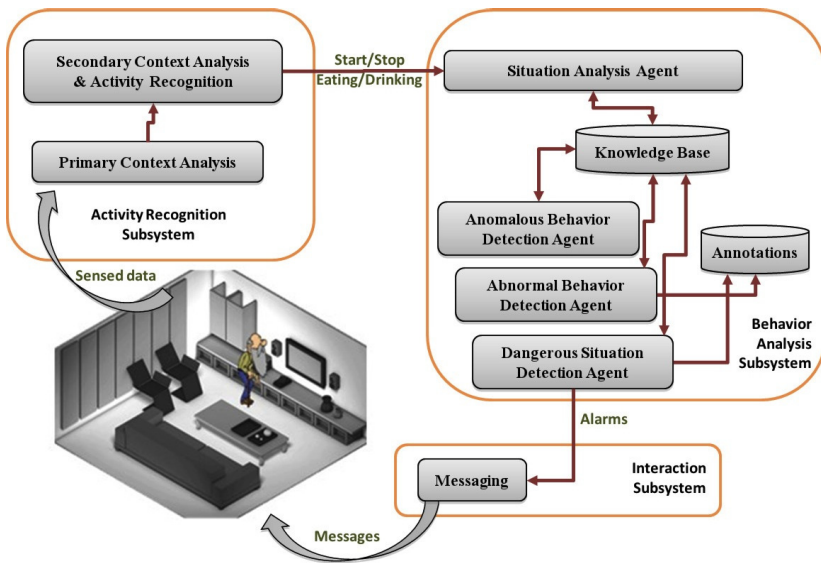 Secondary Context Analysis
& Activity Recognition
Primary Context Analysis
Activity Recognition
Subsystem
Sensed data
Start/Stop
Eating/Drinking
Situation Analysis Agent
Knowledge Base
Anomalous Behavior
Detection Agent
Annotations
Abnormal Behavior
Detection Agent
Behavior
Analysis
Subsystem
Dangerous Situation
Detection Agent
Alarms
Messaging
Interaction
Subsystem
Messages